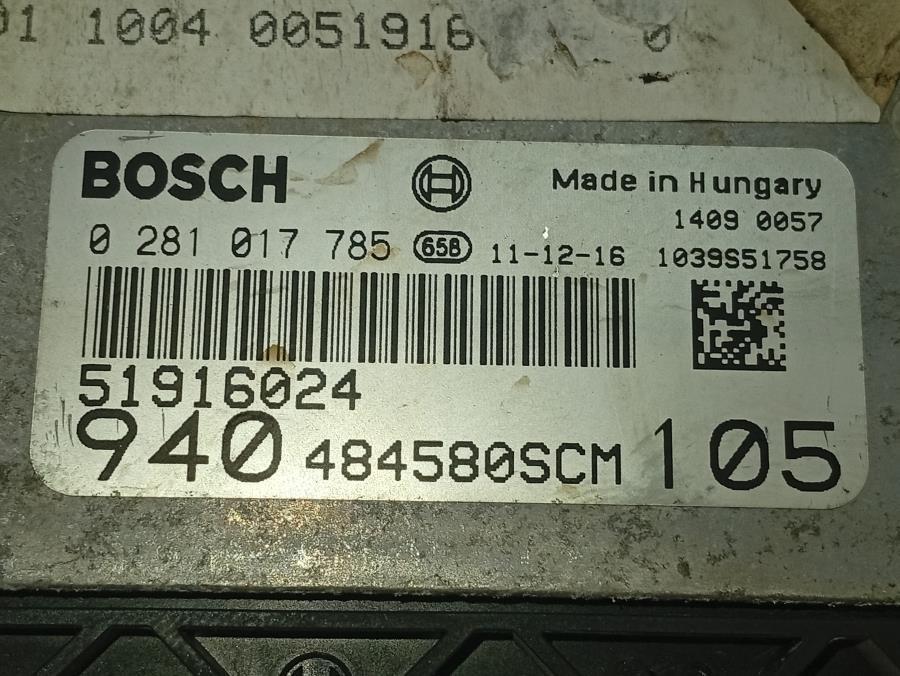 1 1004 0051916 0
BOSCH
Made in Hungary
1409 0057
0 281 017 785 658 11-12-16 1039S51758
51916024
940 484580SCM 105